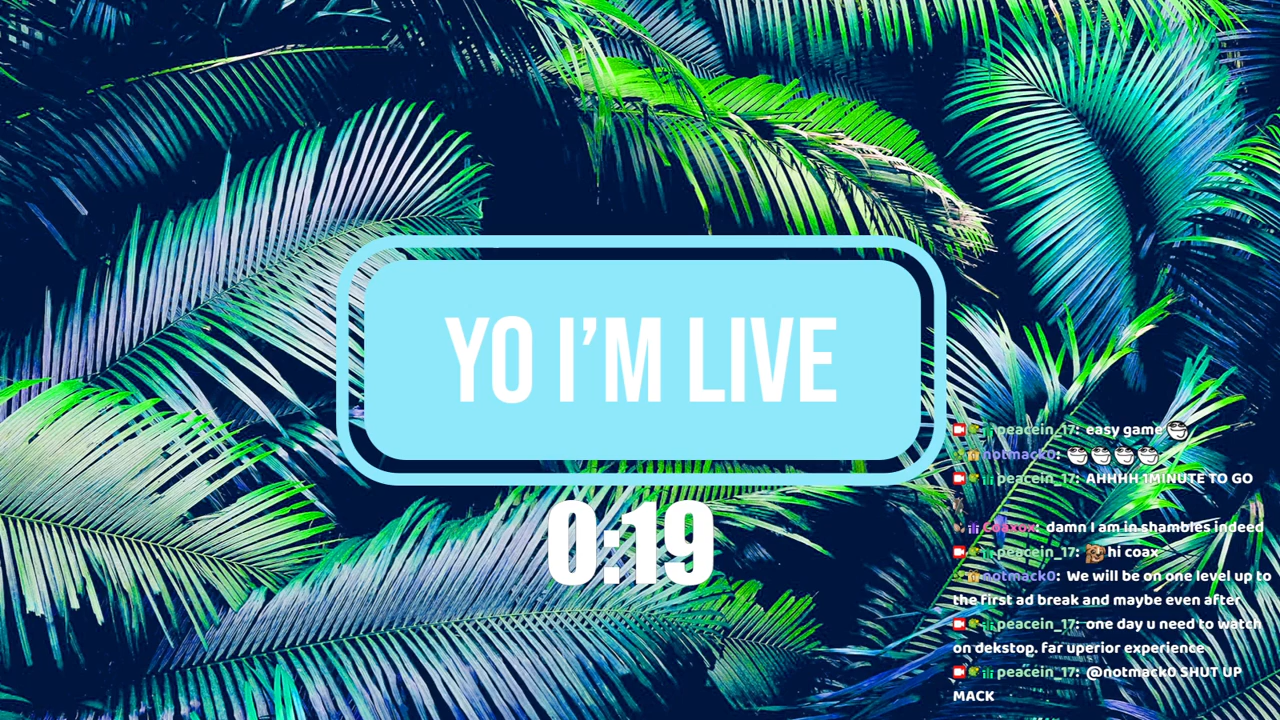 YO I’M LIVE
0:19
peacein_17: easy game
notmack0:
peacein_17: AHHHH 1MINUTE TO GO
Coaxox: damn I am in shambles indeed
peacein_17: hi coax
notmack0: We will be on one level up to
the first ad break and maybe even after
peacein_17: one day u need to watch
on dekstop. far uperior experience
peacein_17: @notmack0 SHUT UP
MACK